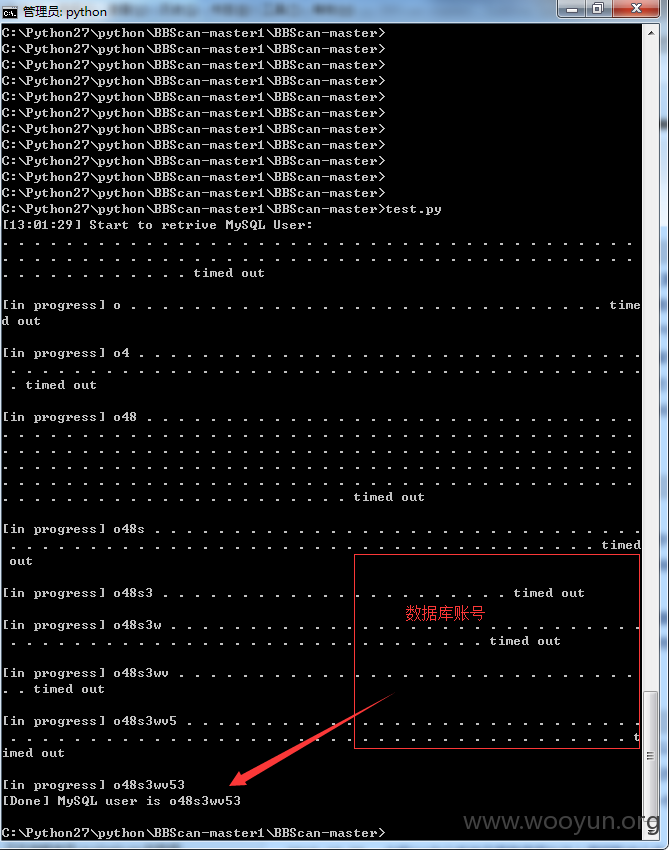 管理员: python
C:\Python27\python\BBScan-master1\BBScan-master>
C:\Python27\python\BBScan-master1\BBScan-master>
C:\Python27\python\BBScan-master1\BBScan-master>
C:\Python27\python\BBScan-master1\BBScan-master>
C:\Python27\python\BBScan-master1\BBScan-master>
C:\Python27\python\BBScan-master1\BBScan-master>
C:\Python27\python\BBScan-master1\BBScan-master>
C:\Python27\python\BBScan-master1\BBScan-master>
C:\Python27\python\BBScan-master1\BBScan-master>
C:\Python27\python\BBScan-master1\BBScan-master>
C:\Python27\python\BBScan-master1\BBScan-master>
C:\Python27\python\BBScan-master1\BBScan-master>test.py
[13:01:29] Start to retrive MySQL User:
. . . . . . . . . . . . . . . . . . . . . . . . . . . . . . . . . . . . . . . .
. . . . . . . . . . . . . . . . . . . . . . . . . . . . . . . . . . . . . . . .
. . . . . . . . . . . . timed out
[in progress] o . . . . . . . . . . . . . . . . . . . . . . . . . . . . . . time
d out
[in progress] o4 . . . . . . . . . . . . . . . . . . . . . . . . . . . . . . . .
. . . . . . . . . . . . . . . . . . . . . . . . . . . . . . . . . . . . . . . .
. timed out
[in progress] o48 . . . . . . . . . . . . . . . . . . . . . . . . . . . . . . .
. . . . . . . . . . . . . . . . . . . . . . . . . . . . . . . . . . . . . . . .
. . . . . . . . . . . . . . . . . . . . . . . . . . . . . . . . . . . . . . . .
. . . . . . . . . . . . . . . . . . . . . . . . . . . . . . . . . . . . . . . .
. . . . . . . . . . . . . . . . . . . . . . . . . . . . . . . . . . . . . . . .
. . . . . . . . . . . . . . . . . . . . . . timed out
[in progress] o48s . . . . . . . . . . . . . . . . . . . . . . . . . . . . . . .
. . . . . . . . . . . . . . . . . . . . . . . . . . . . . . . . . . . . . timed
out
[in progress] o48s3 . . . . . . . . . . . . . . . . . . . . . . timed out
数据库账号
[in progress] o48s3w . . . . . . . . . . . . . . . . . . . . . . . . . . . . . .
. . . . . . . . . . . . . . . . . . . . . . . . . . . . . . timed out
[in progress] o48s3wv . . . . . . . . . . . . . . . . . . . . . . . . . . . . .
. . timed out
[in progress] o48s3wv5 . . . . . . . . . . . . . . . . . . . . . . . . . . . . .
. . . . . . . . . . . . . . . . . . . . . . . . . . . . . . . . . . . . . . . t
imed out
[in progress] o48s3wv53
[Done] MySQL user is o48s3wv53
C:\Python27\python\BBScan-master1\BBScan-master>
www.wooyun.org